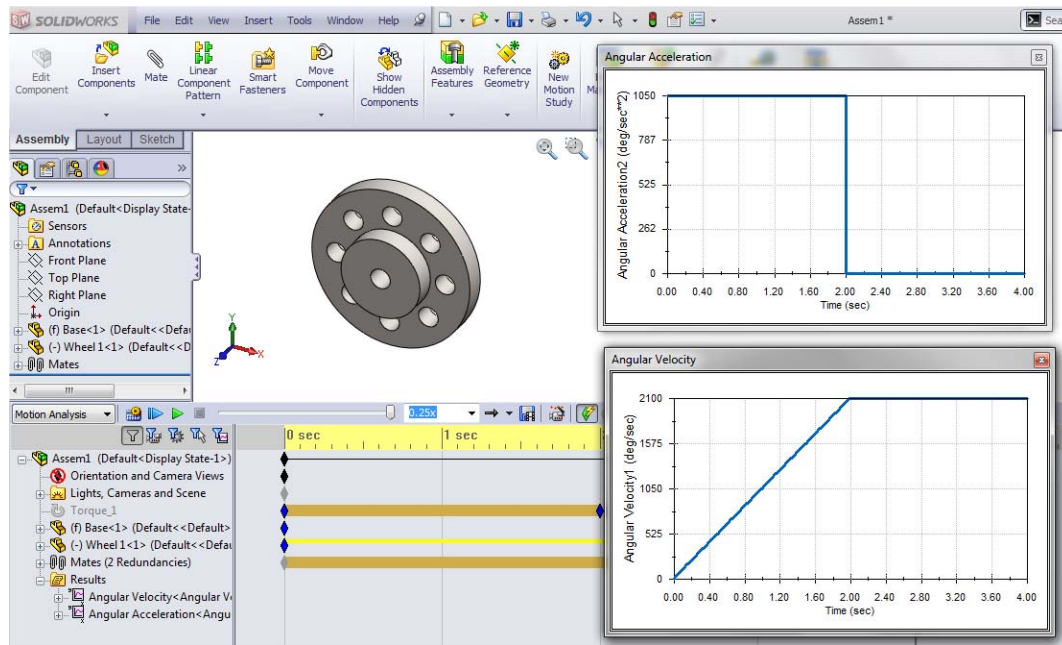 SOLIDWORKS File Edit View Insert Tools Window Help Assem1 * Sea
Edit Component
Insert Components
Mate
Linear Component Pattern
Smart Fasteners
Move Component
Show Hidden Components
Assembly Features
Reference Geometry
New Motion Study
Assembly Layout Sketch
Assem1 (Default<Display State-
Sensors
Annotations
Front Plane
Top Plane
Right Plane
Origin
(f) Base<1> (Default<<Defau
(-) Wheel 1<1> (Default<<D
Mates
Y
X
Z
Angular Acceleration
Angular Acceleration2 (deg/sec**2)
1050
787
525
262
0
0.00 0.40 0.80 1.20 1.60 2.00 2.40 2.80 3.20 3.60 4.00
Time (sec)
Angular Velocity
Angular Velocity1 (deg/sec)
2100
1575
1050
525
0
0.00 0.40 0.80 1.20 1.60 2.00 2.40 2.80 3.20 3.60 4.00
Time (sec)
Motion Analysis 0.25x
0 sec 1 sec
Assem1 (Default<Display State-1>)
Orientation and Camera Views
Lights, Cameras and Scene
Torque_1
(f) Base<1> (Default<<Default>
(-) Wheel 1<1> (Default<<Defau
Mates (2 Redundancies)
Results
Angular Velocity<Angular Ve
Angular Acceleration<Angu